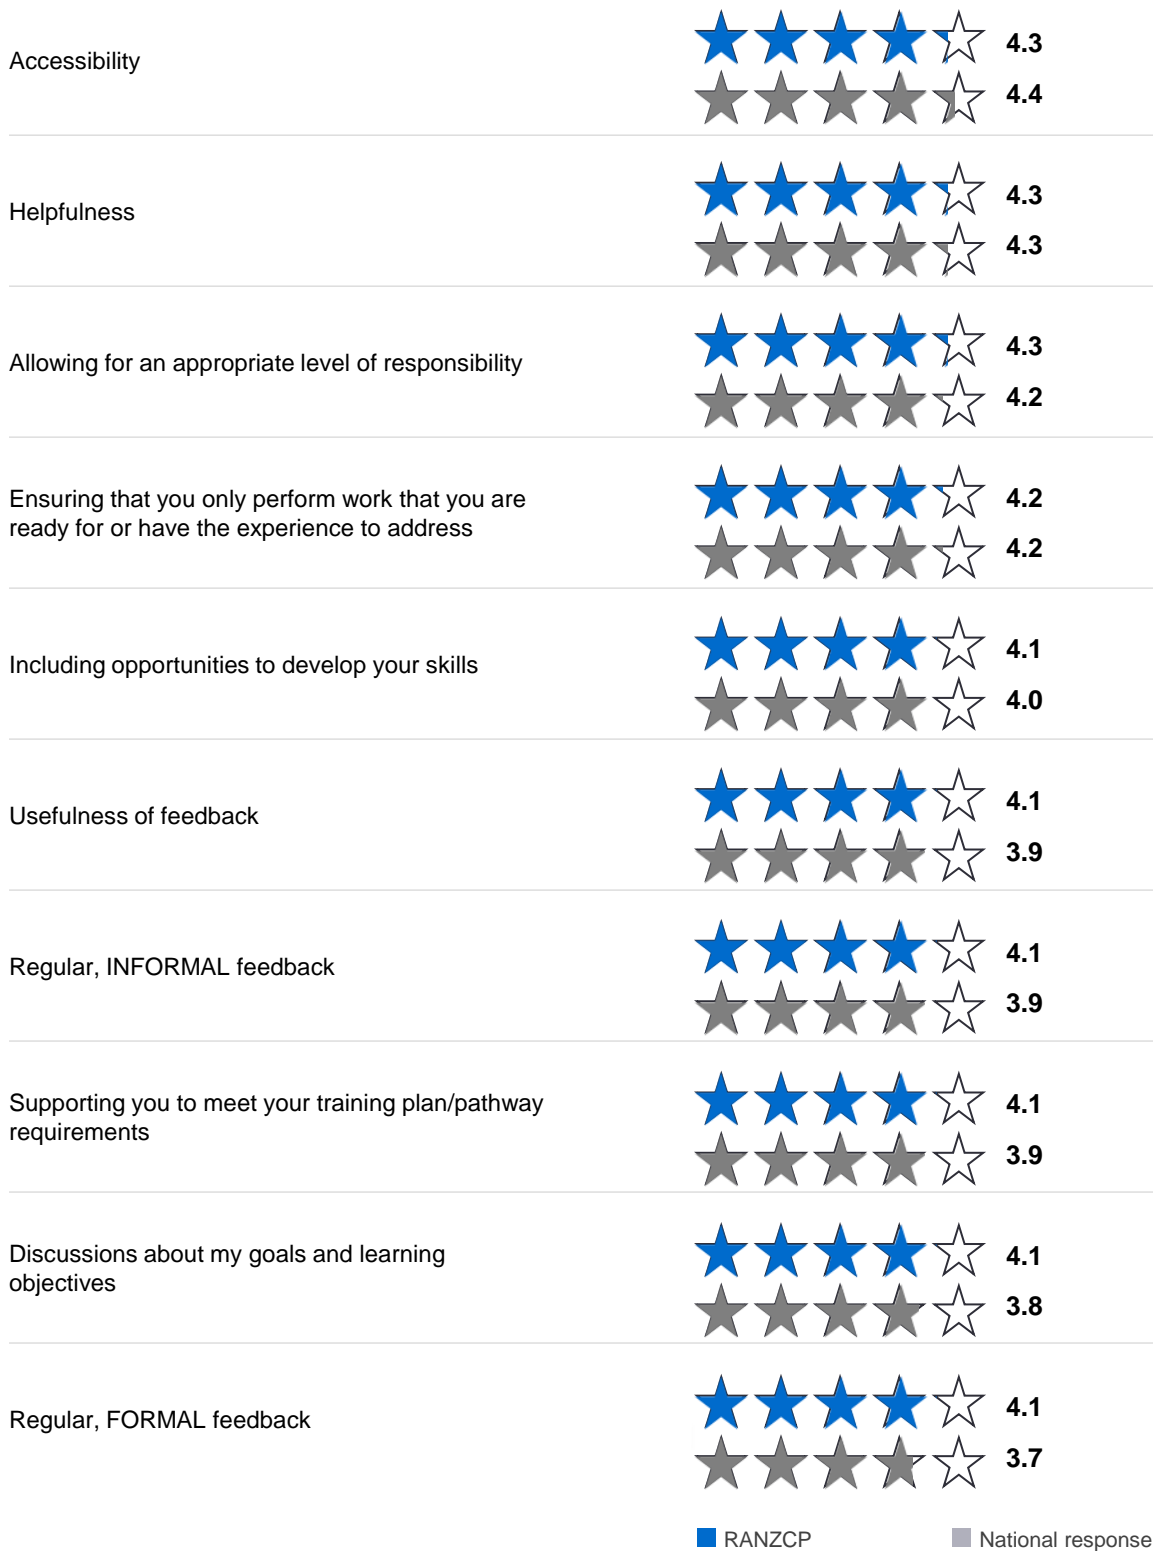 Accessibility
4.3
4.4
Helpfulness
4.3
4.3
Allowing for an appropriate level of responsibility
4.3
4.2
Ensuring that you only perform work that you are
ready for or have the experience to address
4.2
4.2
Including opportunities to develop your skills
4.1
4.0
Usefulness of feedback
4.1
3.9
Regular, INFORMAL feedback
4.1
3.9
Supporting you to meet your training plan/pathway
requirements
4.1
3.9
Discussions about my goals and learning
objectives
4.1
3.8
Regular, FORMAL feedback
4.1
3.7
RANZCP
National response